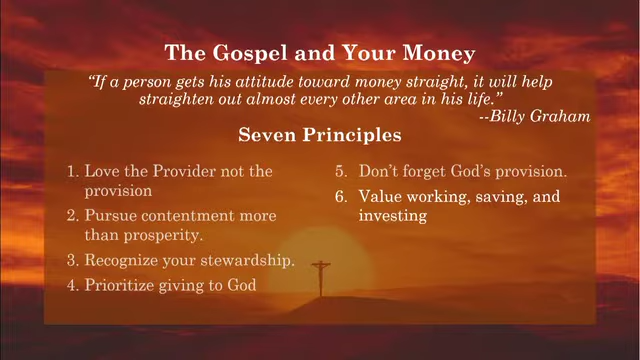 The Gospel and Your Money
“If a person gets his attitude toward money straight, it will help
straighten out almost every other area in his life.”
--Billy Graham
Seven Principles
1. Love the Provider not the
provision
2. Pursue contentment more
than prosperity.
3. Recognize your stewardship.
4. Prioritize giving to God
5. Don’t forget God’s provision.
6. Value working, saving, and
investing